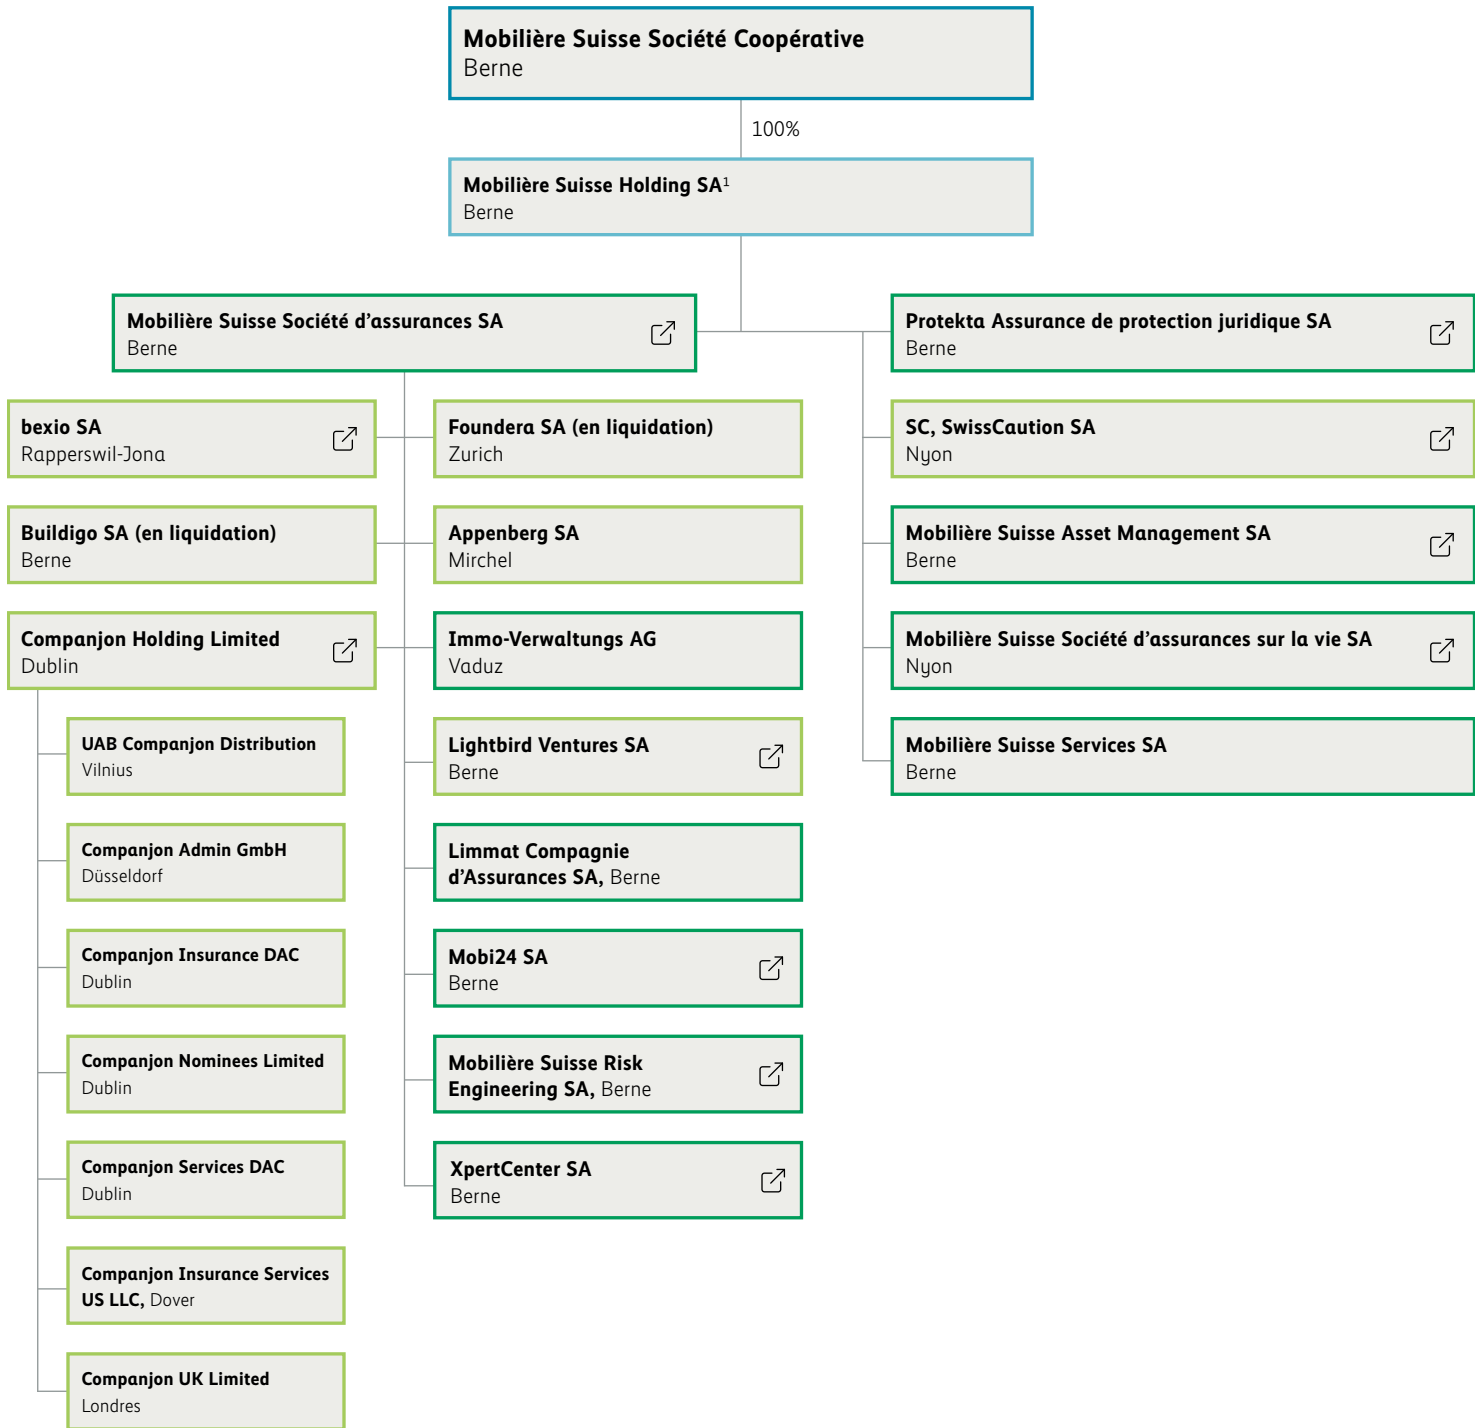 Mobilière Suisse Société Coopérative
Berne
100%
Mobilière Suisse Holding SA¹
Berne
Mobilière Suisse Société d'assurances SA
Berne
bexio SA
Rapperswil-Jona
Buildigo SA (en liquidation)
Berne
Companjon Holding Limited
Dublin
UAB Companjon Distribution
Vilnius
Companjon Admin GmbH
Düsseldorf
Companjon Insurance DAC
Dublin
Companjon Nominees Limited
Dublin
Companjon Services DAC
Dublin
Companjon Insurance Services
US LLC, Dover
Companjon UK Limited
Londres
Foundera SA (en liquidation)
Zurich
Appenberg SA
Mirchel
Immo-Verwaltungs AG
Vaduz
Lightbird Ventures SA
Berne
Limmat Compagnie
d'Assurances SA, Berne
Mobi24 SA
Berne
Mobilière Suisse Risk
Engineering SA, Berne
XpertCenter SA
Berne
Protekta Assurance de protection juridique SA
Berne
SC, SwissCaution SA
Nyon
Mobilière Suisse Asset Management SA
Berne
Mobilière Suisse Société d'assurances sur la vie SA
Nyon
Mobilière Suisse Services SA
Berne